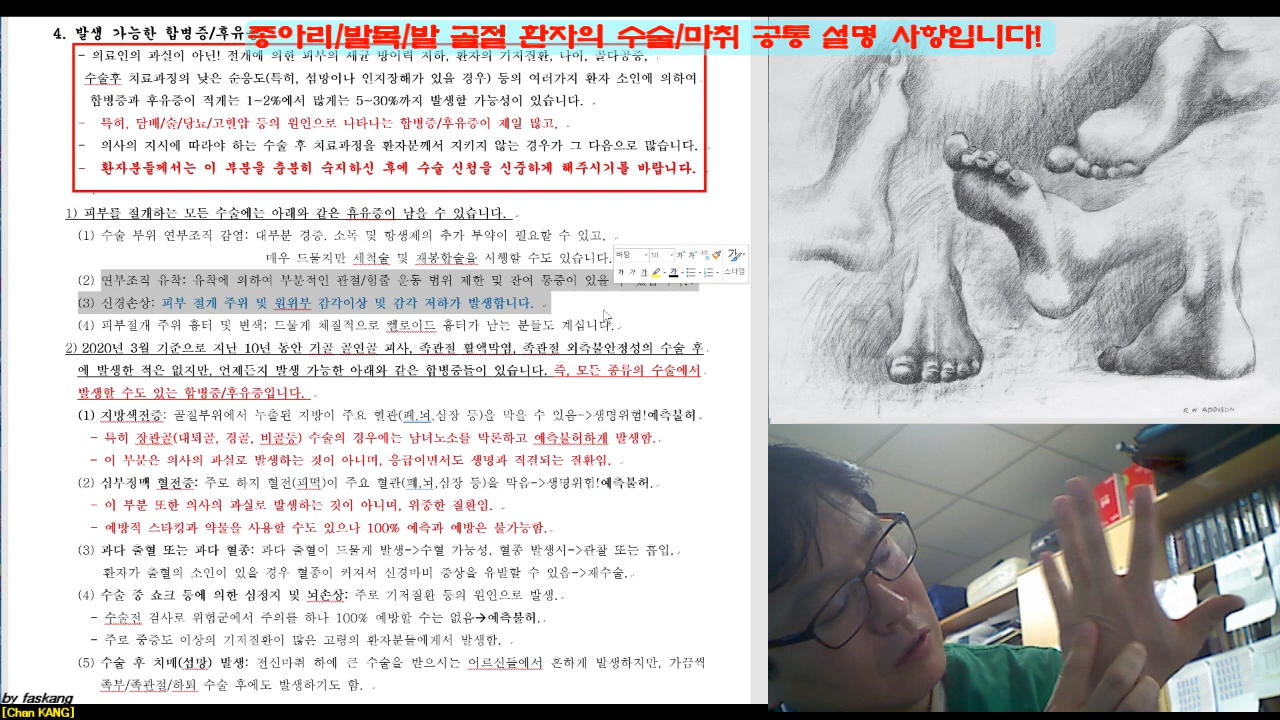 종아리/발목/발 골절 환자의 수술/마취 공통 설명 사항입니다!
4. 발생 가능한 합병증/후유
- 의료인의 과실이 아닌! 절개에 의한 피부의 세균 방어력 저하, 환자의 기저질환, 나이, 골다공증,
수술후 치료과정의 낮은 순응도(특히, 섬망이나 인지장해가 있을 경우) 등의 여러가지 환자 소인에 의하여
합병증과 후유증이 적게는 1~2%에서 많게는 5~30%까지 발생할 가능성이 있습니다.
- 특히, 담배/술/당뇨/고혈압 등의 원인으로 나타나는 합병증/후유증이 제일 많고,
- 의사의 지시에 따라야 하는 수술 후 치료과정을 환자분께서 지키지 않는 경우가 그 다음으로 많습니다.
- 환자분들께서는 이 부분을 충분히 숙지하신 후에 수술 신청을 신중하게 해주시기를 바랍니다.
1) 피부를 절개하는 모든 수술에는 아래와 같은 휴유증이 남을 수 있습니다.
(1) 수술 부위 연부조직 감염: 대부분 경증. 소독 및 항생제의 추가 투약이 필요할 수 있고,
매우 드물지만 세척술 및 재봉합술을 시행할 수도 있습니다.
(2) 연부조직 유착: 유착에 의하여 부분적인 관절/힘줄 운동 범위 제한 및 잔여 통증이 있을
(3) 신경손상: 피부 절개 주위 및 원위부 감각이상 및 감각 저하가 발생합니다.
(4) 피부절개 주위 흉터 및 변색: 드물게 체질적으로 켈로이드 흉터가 남는 분들도 계십니다.
바탕 10
가 가 가 가 스타일
2) 2020년 3월 기준으로 지난 10년 동안 거골 골연골 괴사, 족관절 활액막염, 족관절 외측불안정성의 수술 후
에 발생한 적은 없지만, 언제든지 발생 가능한 아래와 같은 합병증들이 있습니다. 즉, 모든 종류의 수술에서
발생할 수도 있는 합병증/후유증입니다.
(1) 지방색전증: 골절부위에서 누출된 지방이 주요 혈관(폐,뇌,심장 등)을 막을 수 있음->생명위험!예측불허.
- 특히 장관골(대퇴골, 경골, 비골등) 수술의 경우에는 남녀노소를 막론하고 예측불허하게 발생함.
- 이 부분은 의사의 과실로 발생하는 것이 아니며, 응급이면서도 생명과 직결되는 질환임.
(2) 심부정맥 혈전증: 주로 하지 혈전(피떡)이 주요 혈관(폐,뇌,심장 등)을 막음->생명위험!예측불허.
- 이 부분 또한 의사의 과실로 발생하는 것이 아니며, 위중한 질환임.
- 예방적 스타킹과 약물을 사용할 수도 있으나 100% 예측과 예방은 불가능함.
(3) 과다 출혈 또는 과다 혈종: 과다 출혈이 드물게 발생->수혈 가능성, 혈종 발생시->관찰 또는 흡입.
환자가 출혈의 소인이 있을 경우 혈종이 커져서 신경마비 증상을 유발할 수 있음->재수술.
(4) 수술 중 쇼크 등에 의한 심정지 및 뇌손상: 주로 기저질환 등의 원인으로 발생.
- 수술전 검사로 위험군에서 주의를 하나 100% 예방할 수는 없음→예측불허.
- 주로 중증도 이상의 기저질환이 많은 고령의 환자분들에게서 발생함.
(5) 수술 후 치매(섬망) 발생: 전신마취 하에 큰 수술을 받으시는 어르신들에서 흔하게 발생하지만, 가끔씩
족부/족관절/하퇴 수술 후에도 발생하기도 함.
by faskang
[Chan KANG]
R W ADDISON